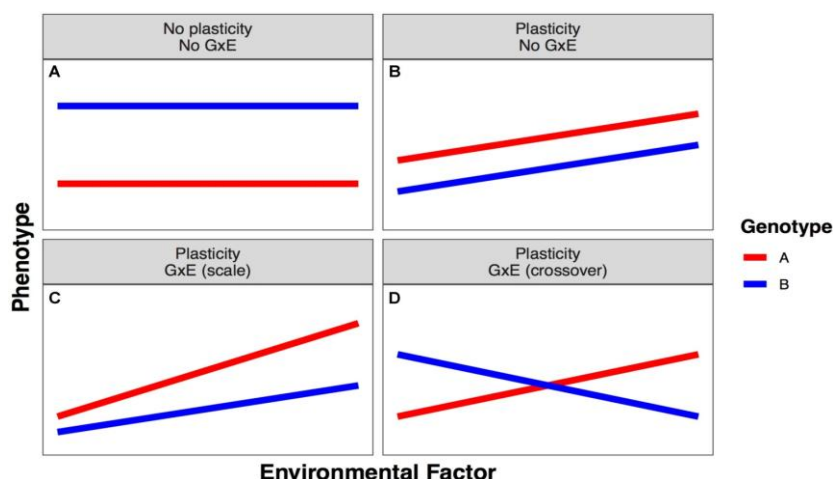 No plasticity
No GxE
Plasticity
No GxE
A
B
Phenotype
Plasticity
GxE (scale)
Plasticity
GxE (crossover)
C
D
Environmental Factor
Genotype
A
B